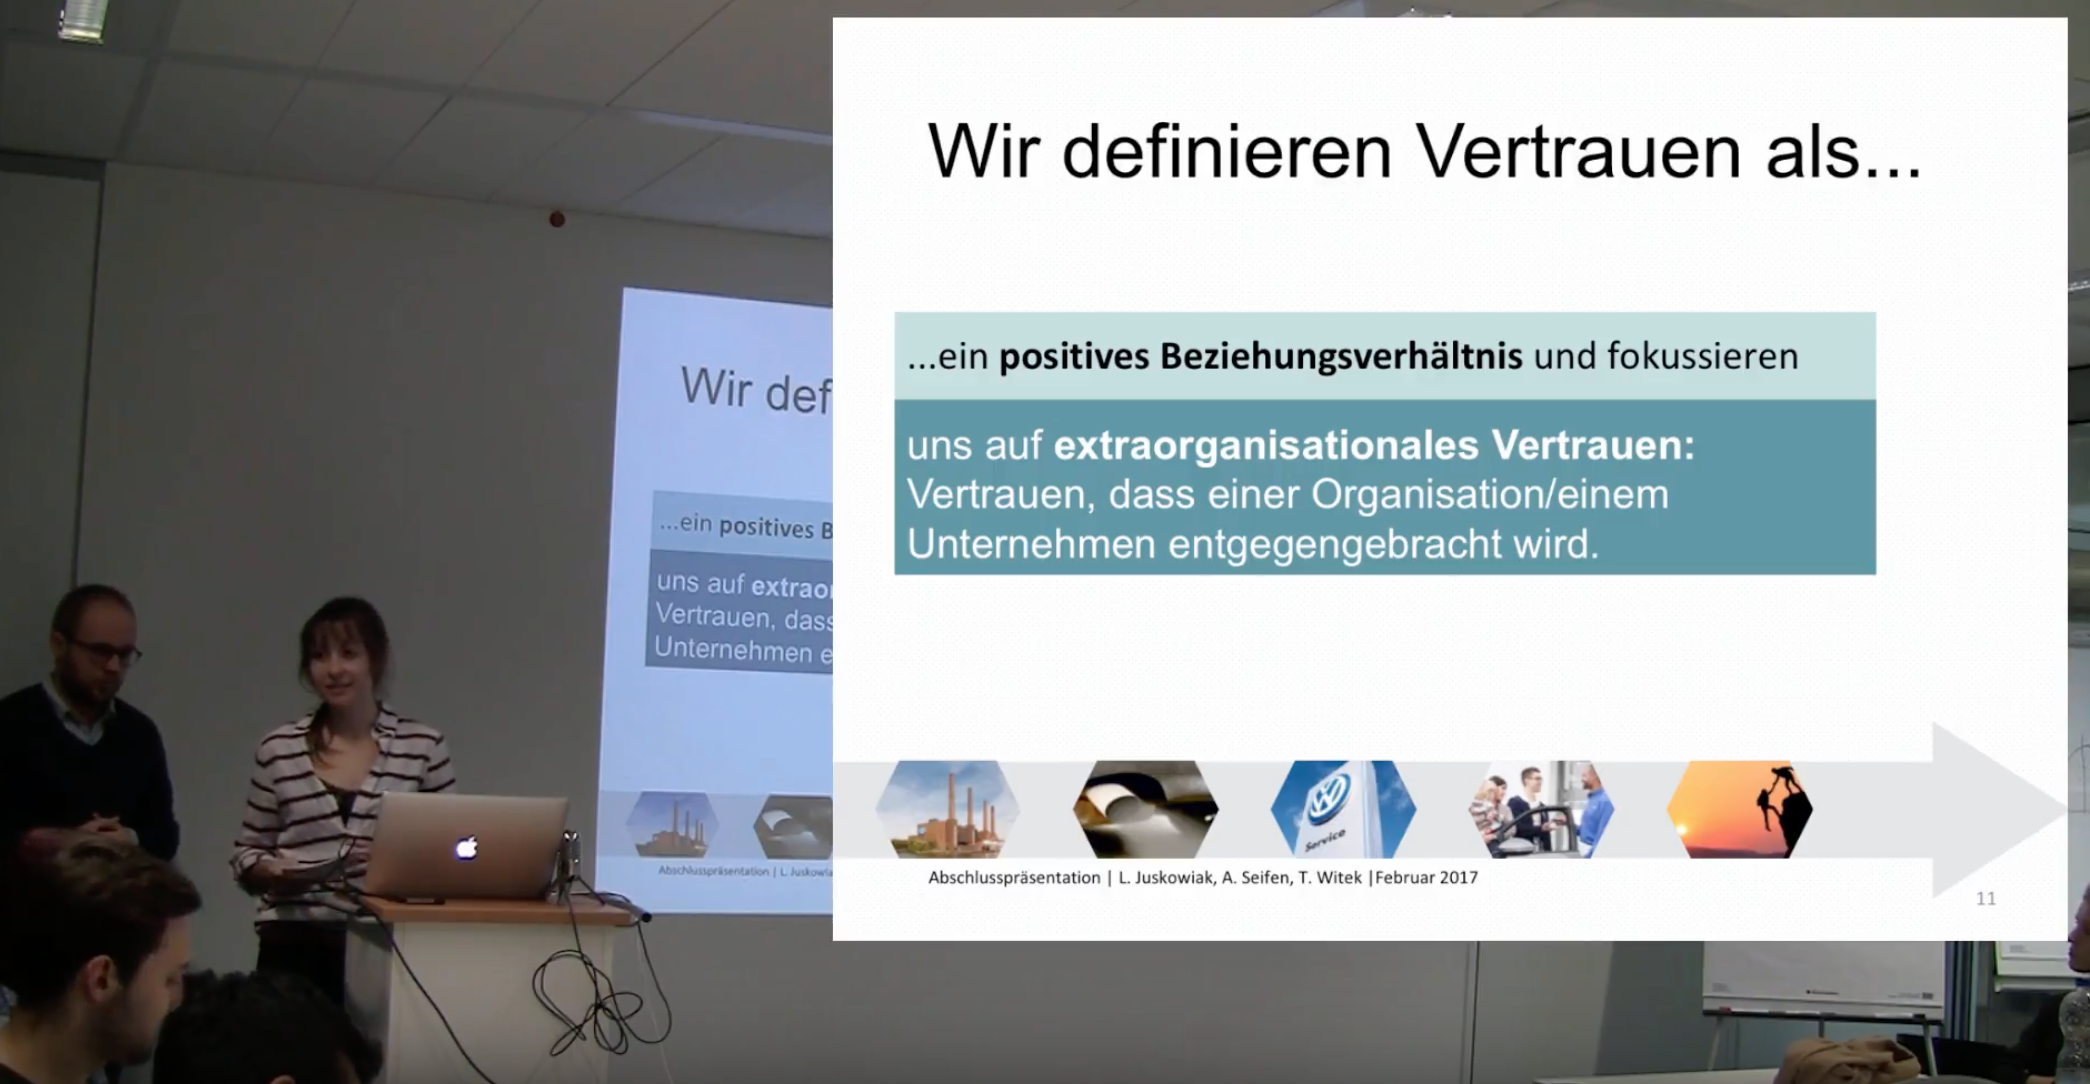 Wir definieren Vertrauen als...
...ein positives Beziehungsverhältnis und fokussieren
uns auf extraorganisationales Vertrauen:
Vertrauen, dass einer Organisation/einem
Unternehmen entgegengebracht wird.
Service
Abschlusspräsentation | L. Juskowiak, A. Seifen, T. Witek |Februar 2017
11
Wir def
...ein positives B
uns auf extraor
Vertrauen, dass
Unternehmen e
Abschlusspräsentation | L. Juskowia